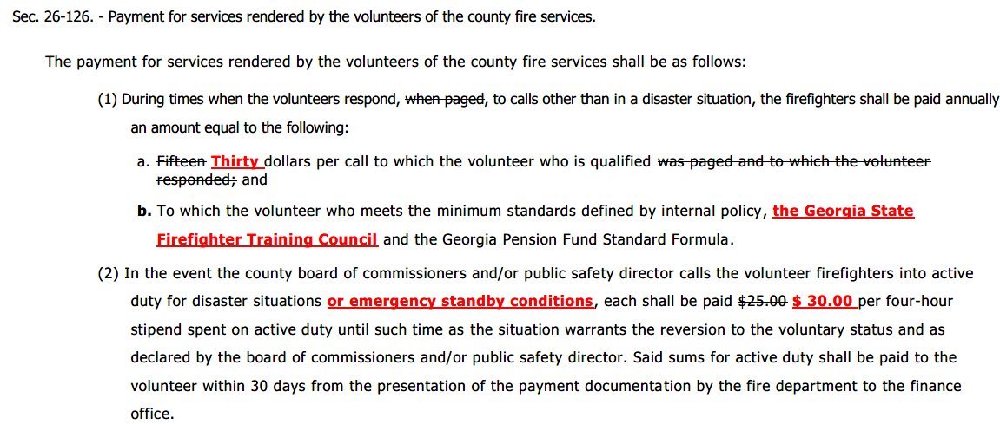 Sec. 26-126. - Payment for services rendered by the volunteers of the county fire services.
The payment for services rendered by the volunteers of the county fire services shall be as follows:
(1) During times when the volunteers respond, when paged, to calls other than in a disaster situation, the firefighters shall be paid annually
an amount equal to the following:
a. Fifteen Thirty dollars per call to which the volunteer who is qualified was paged and to which the volunteer
responded; and
b. To which the volunteer who meets the minimum standards defined by internal policy, the Georgia State
Firefighter Training Council and the Georgia Pension Fund Standard Formula.
(2) In the event the county board of commissioners and/or public safety director calls the volunteer firefighters into active
duty for disaster situations or emergency standby conditions, each shall be paid $25.00 $ 30.00 per four-hour
stipend spent on active duty until such time as the situation warrants the reversion to the voluntary status and as
declared by the board of commissioners and/or public safety director. Said sums for active duty shall be paid to the
volunteer within 30 days from the presentation of the payment documentation by the fire department to the finance
office.